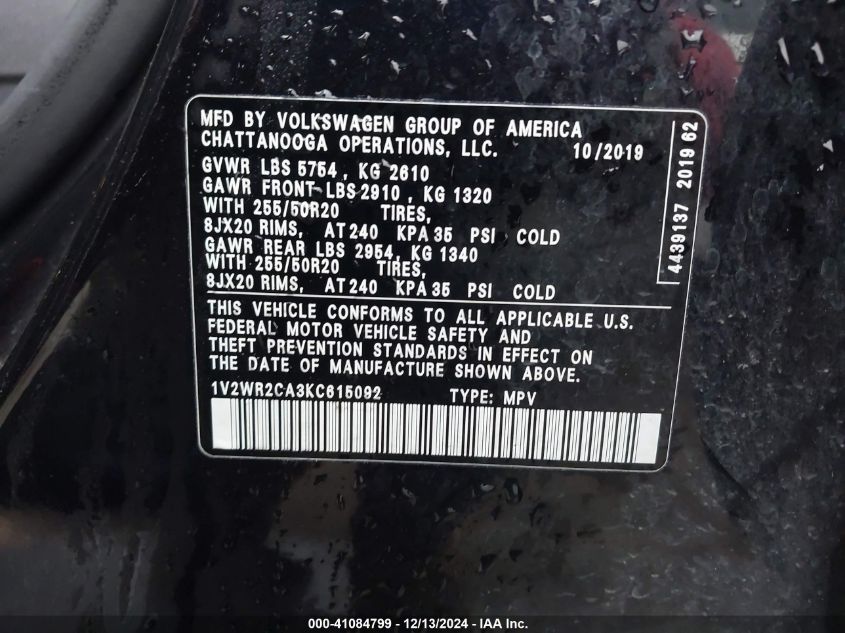 MFD BY VOLKSWAGEN GROUP OF AMERICA
CHATTANOOGA OPERATIONS, LLC. 10/2019
GVWR LBS 5754 , KG 2610
GAWR FRONT LBS 2910 , KG 1320
WITH 255/50R20 TIRES,
8JX20 RIMS, AT 240 KPA 35 PSI COLD
GAWR REAR LBS 2954, KG 1340
WITH 255/50R20 TIRES,
8JX20 RIMS, AT 240 KPA 35 PSI COLD
THIS VEHICLE CONFORMS TO ALL APPLICABLE U.S.
FEDERAL MOTOR VEHICLE SAFETY AND
THEFT PREVENTION STANDARDS IN EFFECT ON
THE DATE OF MANUFACTURE SHOWN ABOVE.
1V2WR2CA3KC615092 TYPE: MPV
4439137 2019 62
000-41084799 - 12/13/2024 - IAA Inc.